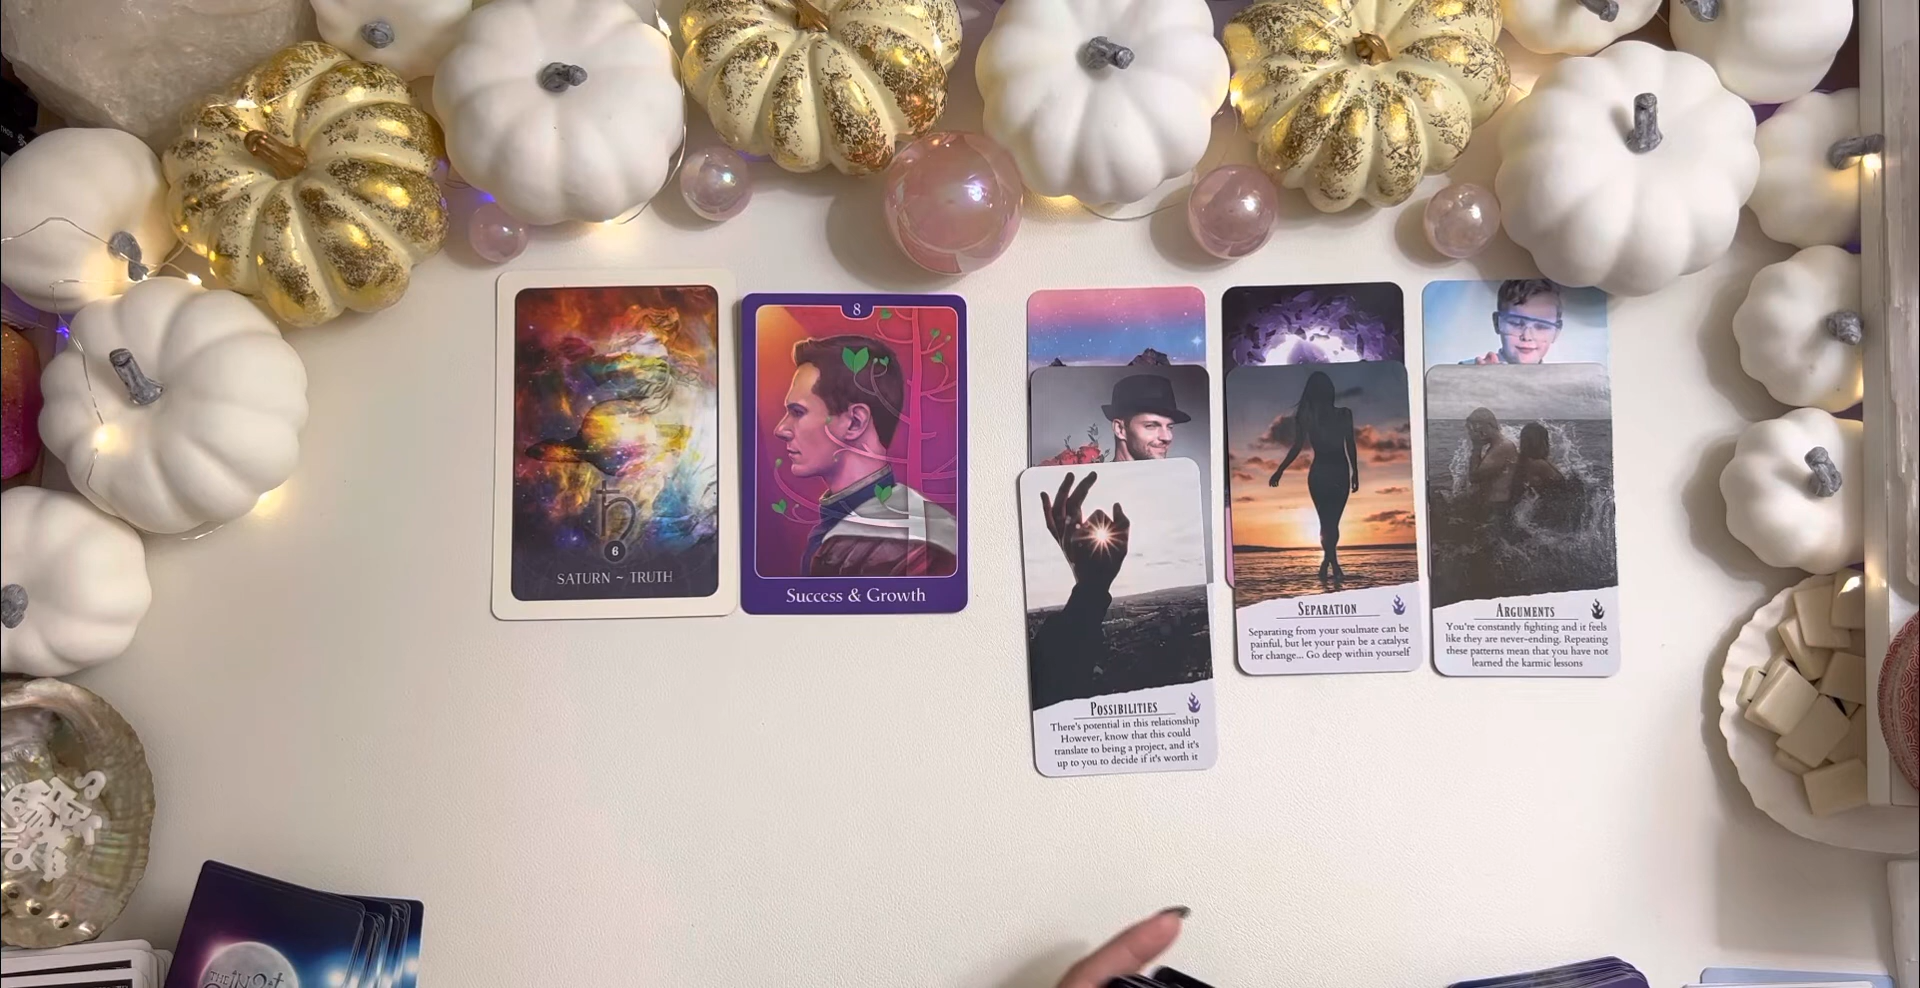 8
6
SATURN ~ TRUTH
Success & Growth
SEPARATION
Separating from your soulmate can be
painful, but let your pain be a catalyst
for change... Go deep within yourself
ARGUMENTS
You're constantly fighting and it feels
like they are never-ending. Repeating
these patterns mean that you have not
learned the karmic lessons
POSSIBILITIES
There's potential in this relationship
However, know that this could
translate to being a project, and it's
up to you to decide if it's worth it
THE